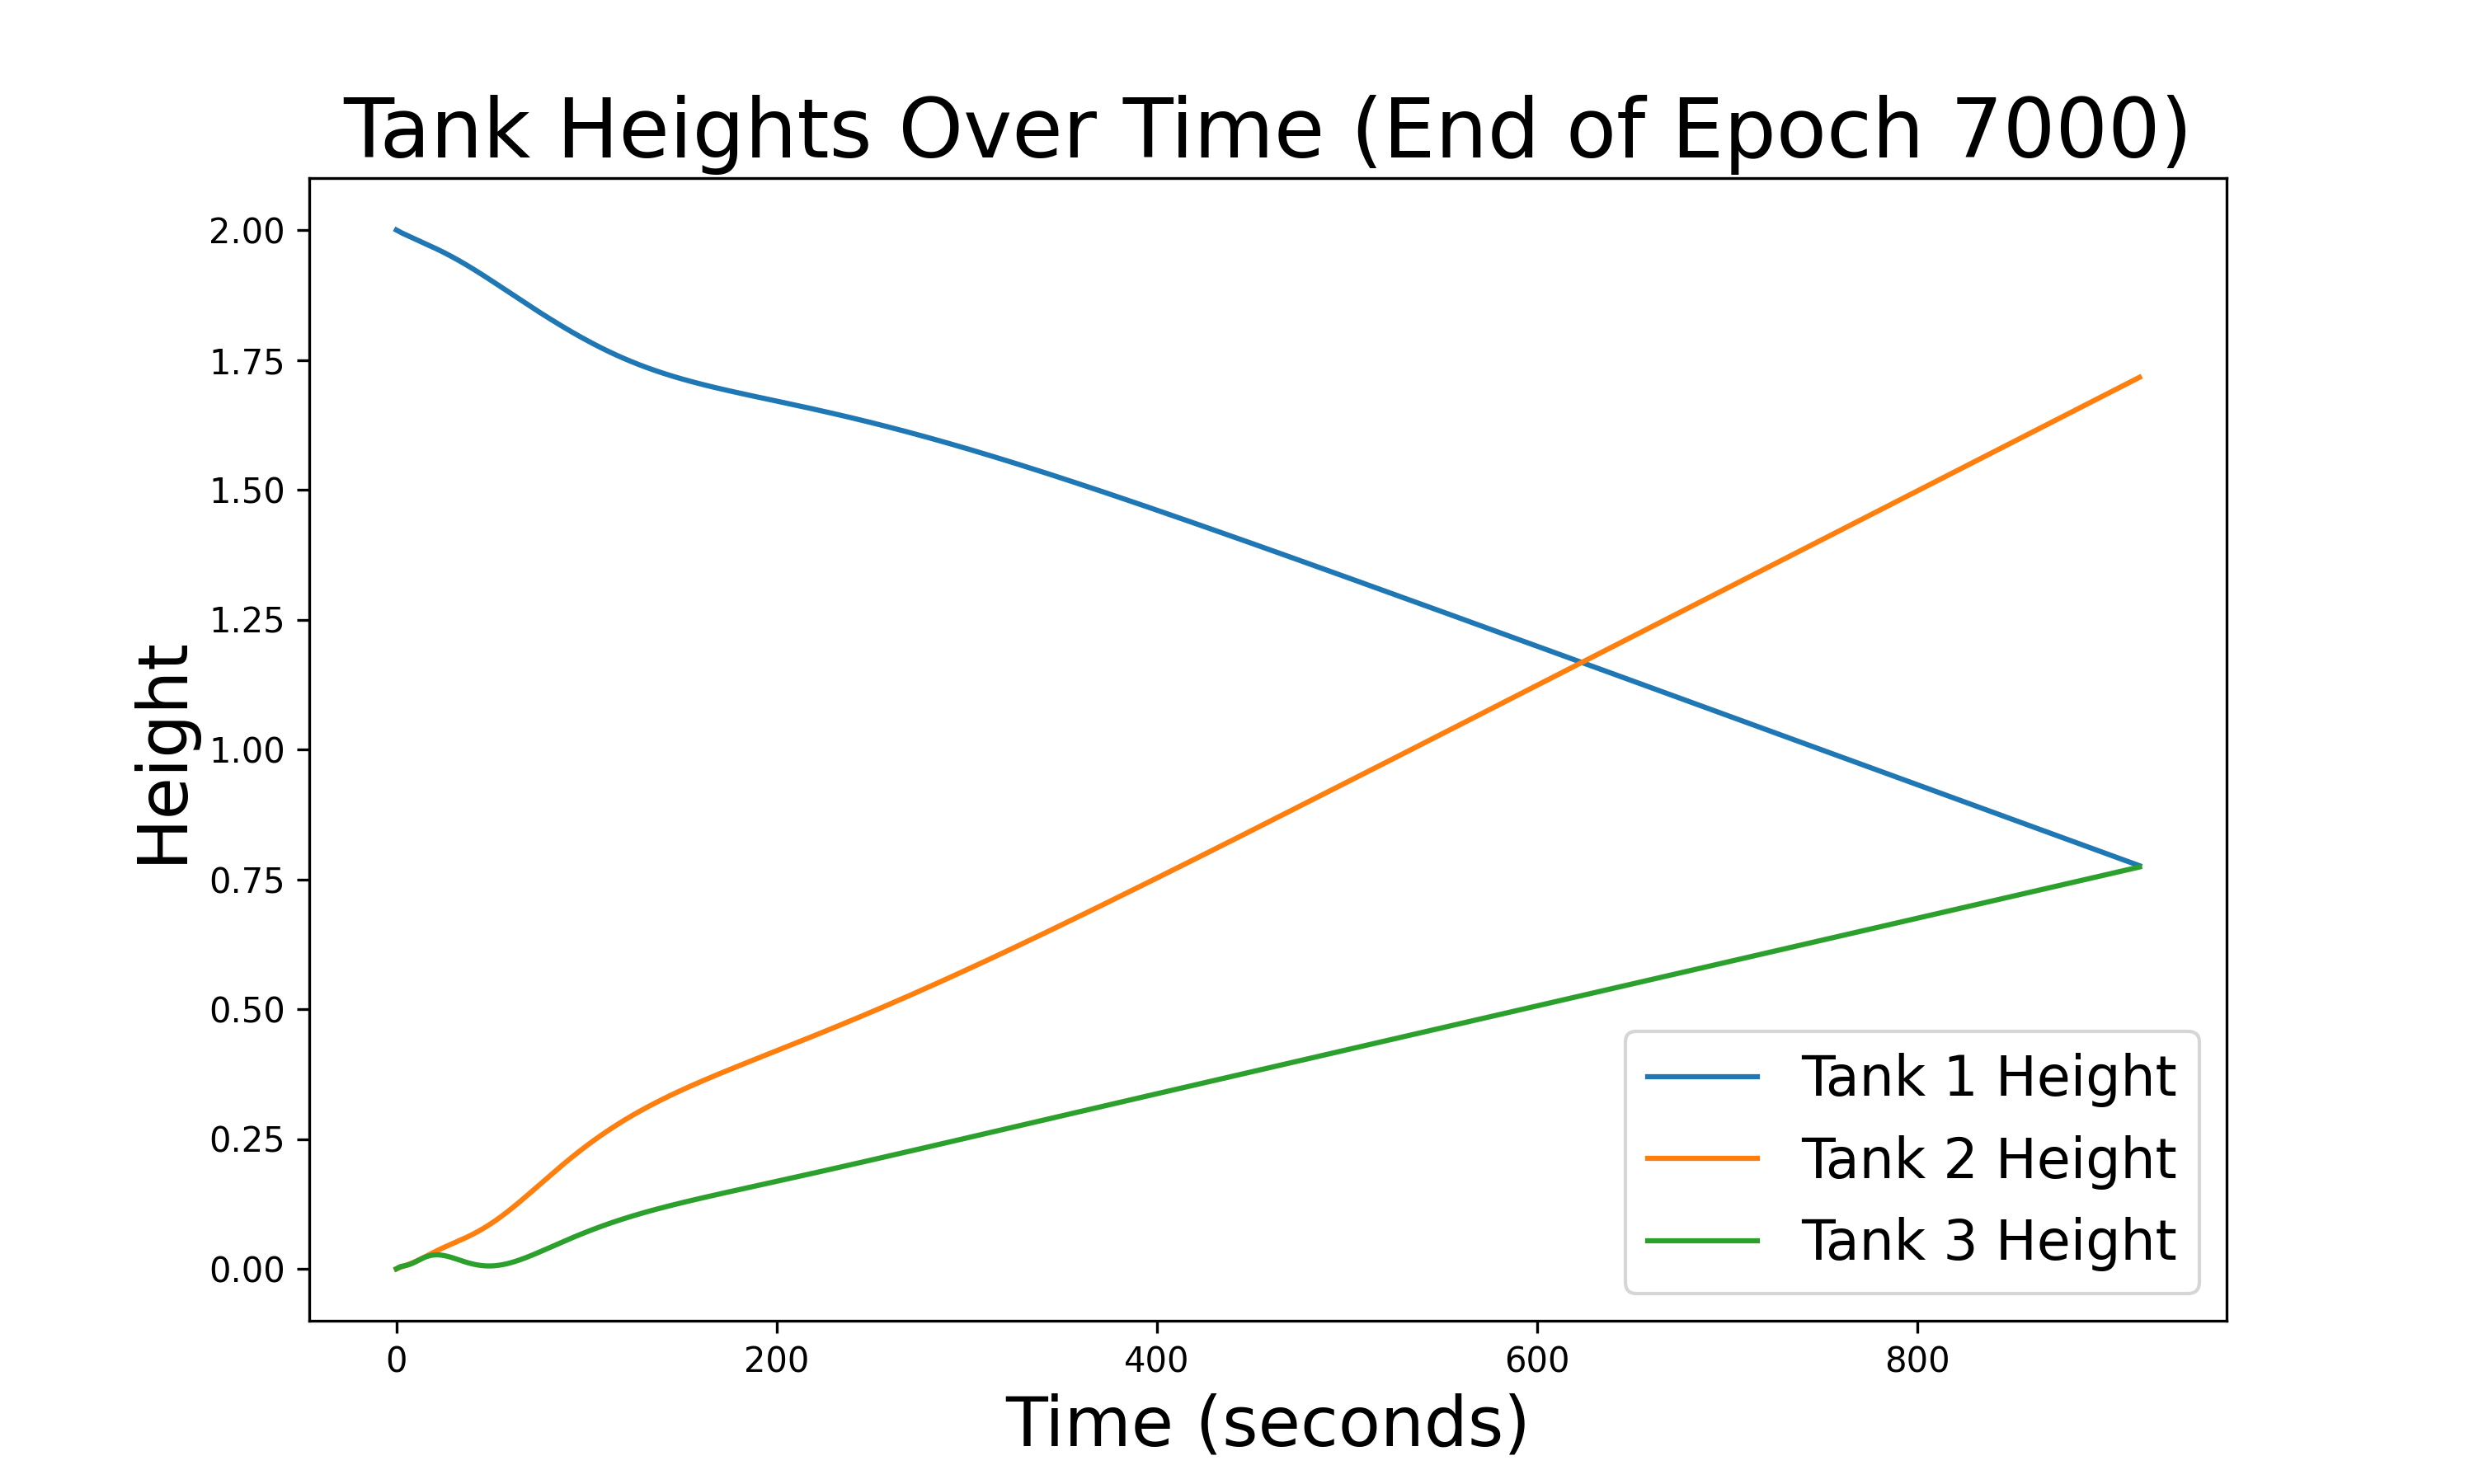 Tank Heights Over Time (End of Epoch 7000)
Height
2.00
1.75
1.50
1.25
1.00
0.75
0.50
0.25
0.00
Tank 1 Height
Tank 2 Height
Tank 3 Height
0 200 400 600 800
Time (seconds)